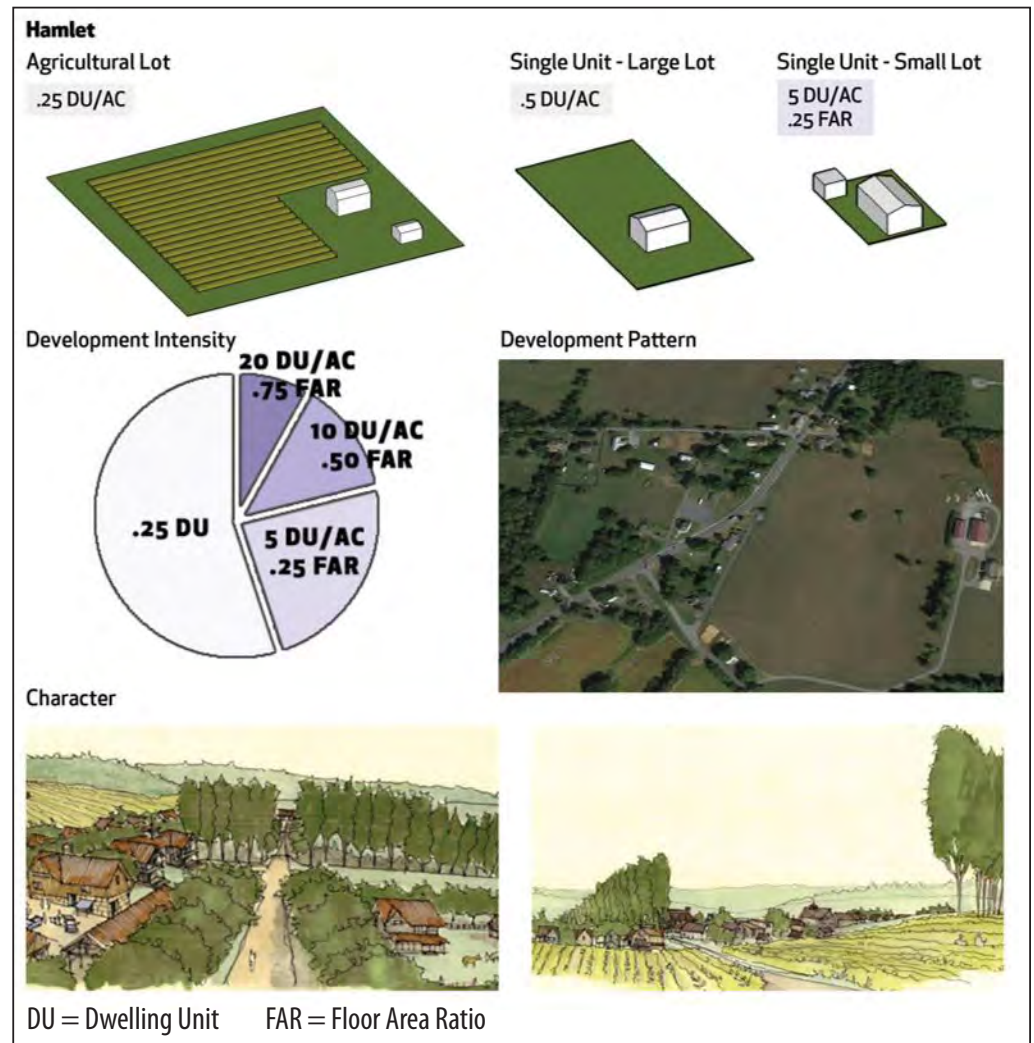 Hamlet
Agricultural Lot
.25 DU/AC
Single Unit - Large Lot
.5 DU/AC
Single Unit - Small Lot
5 DU/AC
.25 FAR
Development Intensity
20 DU/AC
.75 FAR
10 DU/AC
.50 FAR
5 DU/AC
.25 FAR
.25 DU
Development Pattern
Character
DU = Dwelling Unit FAR = Floor Area Ratio